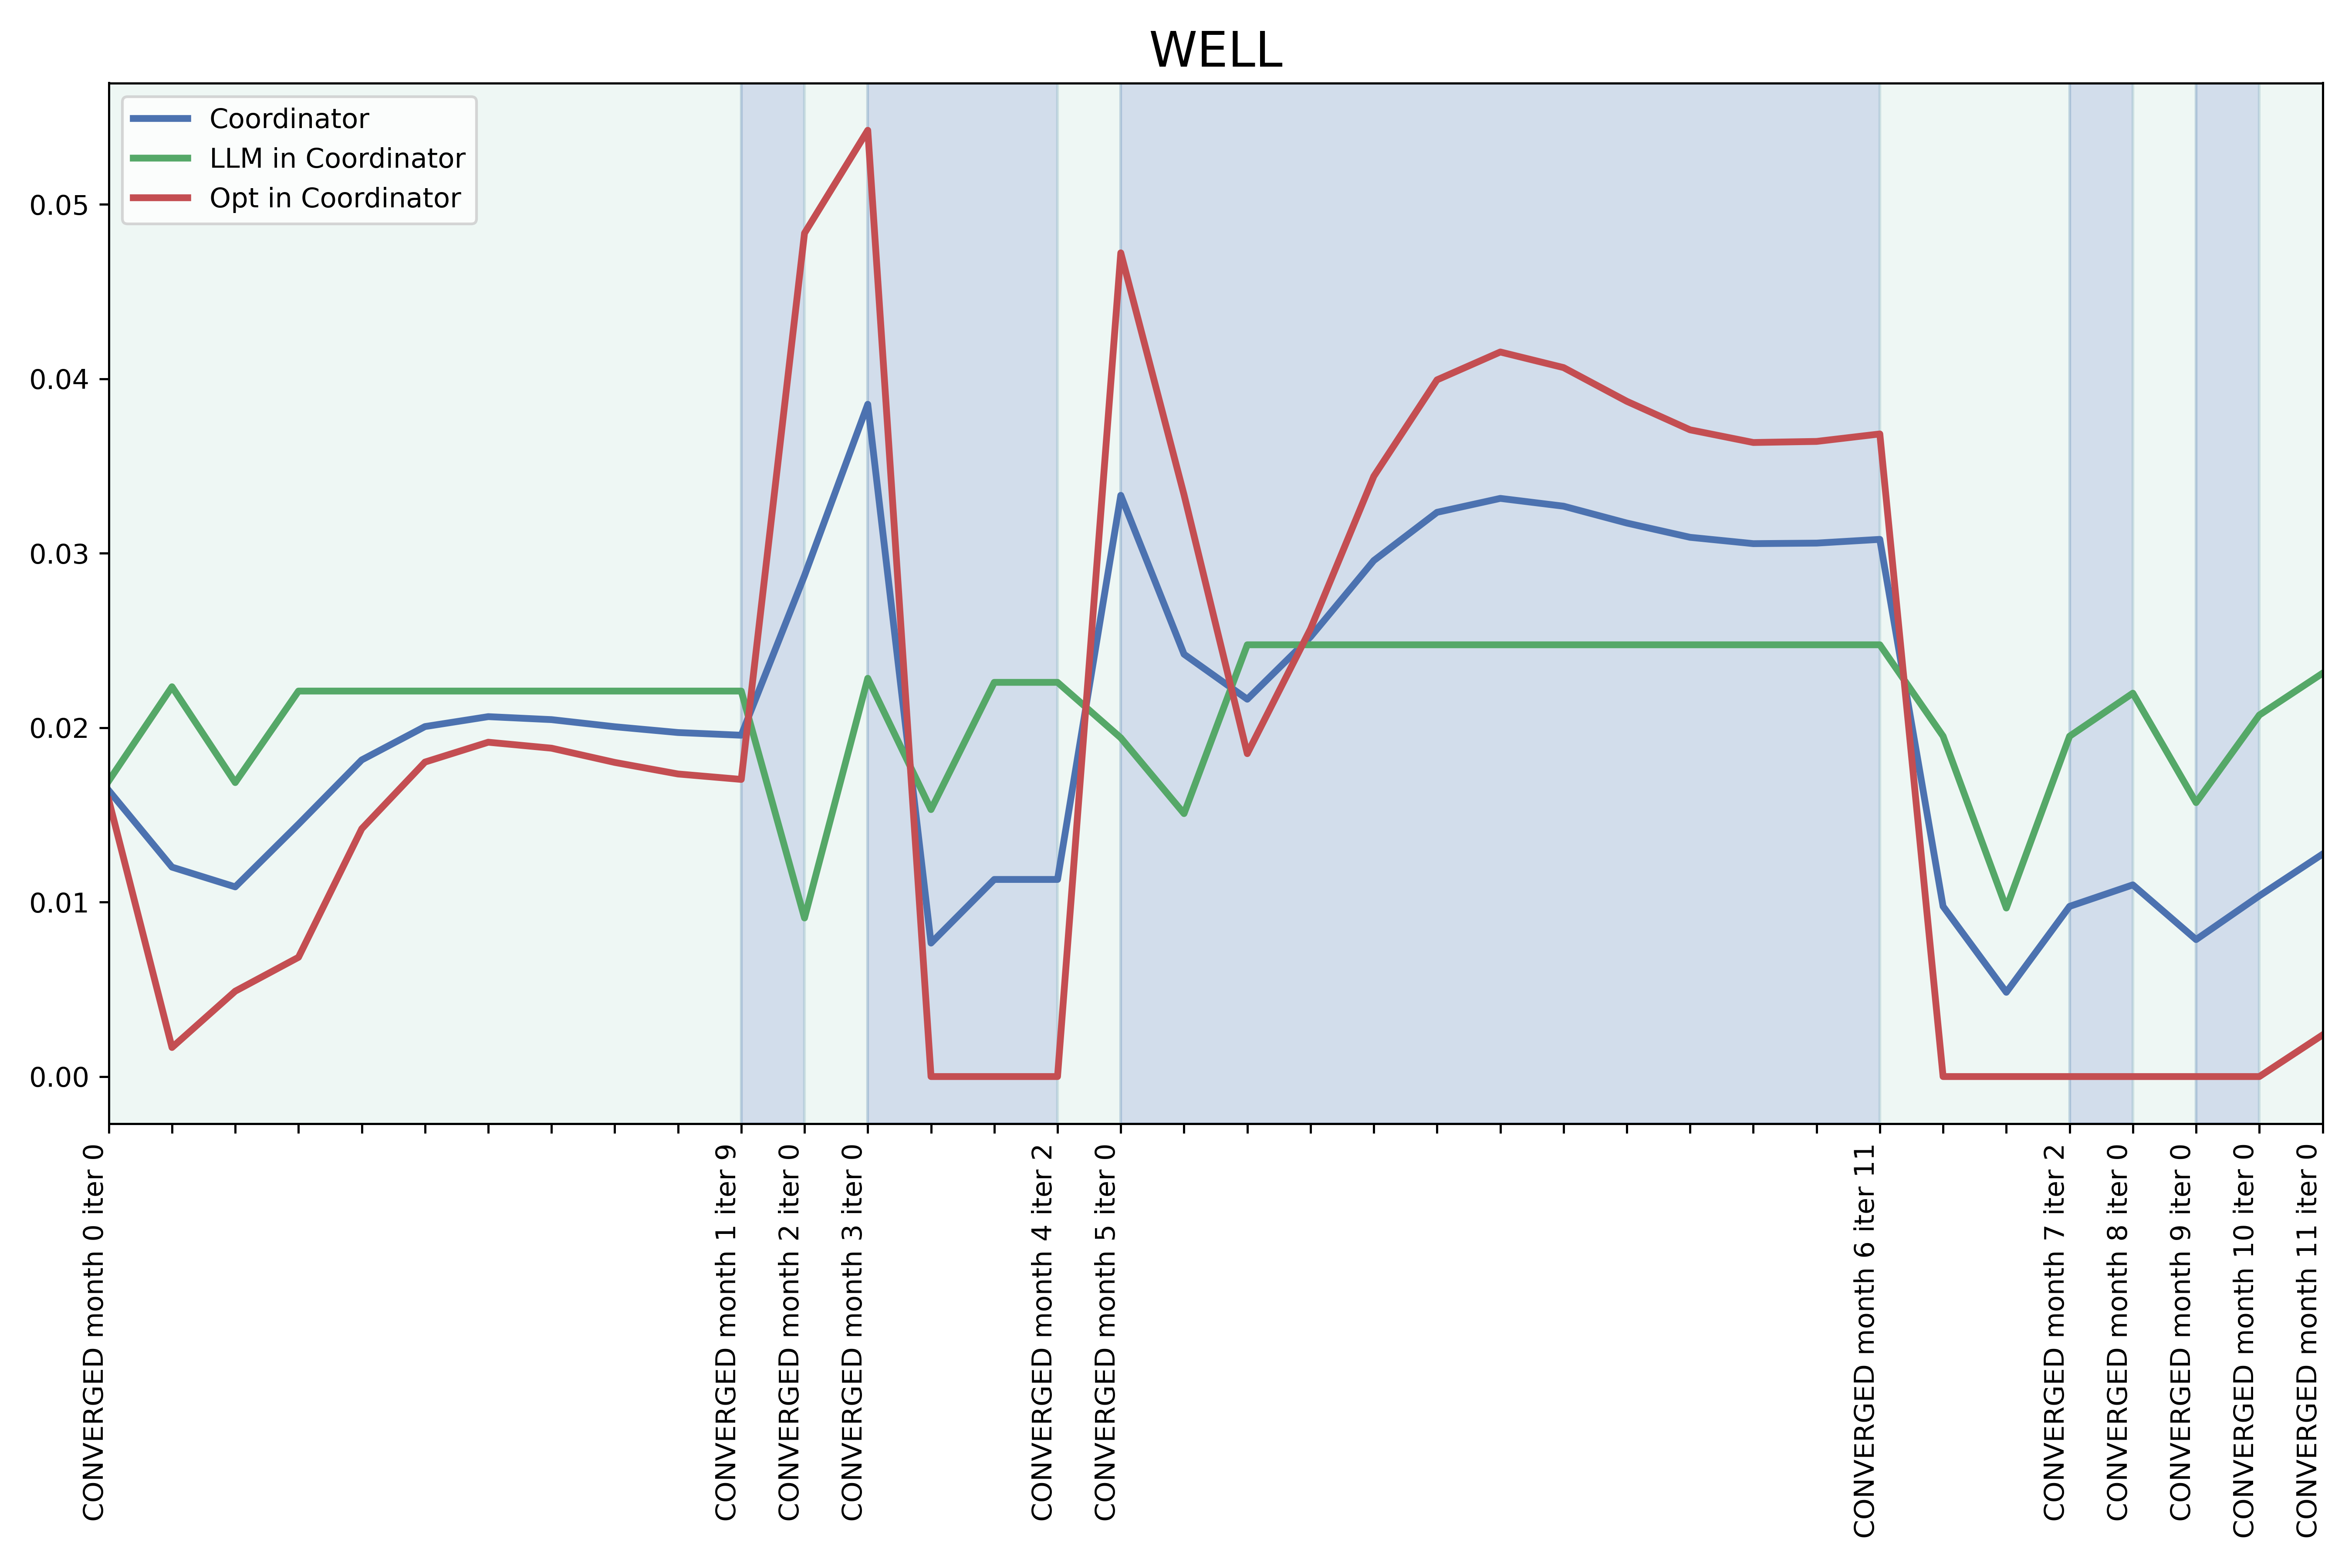 WELL
Coordinator
LLM in Coordinator
Opt in Coordinator
0.05
0.04
0.03
0.02
0.01
0.00
CONVERGED month 0 iter 0
CONVERGED month 1 iter 9
CONVERGED month 2 iter 0
CONVERGED month 3 iter 0
CONVERGED month 4 iter 2
CONVERGED month 5 iter 0
CONVERGED month 6 iter 11
CONVERGED month 7 iter 2
CONVERGED month 8 iter 0
CONVERGED month 9 iter 0
CONVERGED month 10 iter 0
CONVERGED month 11 iter 0